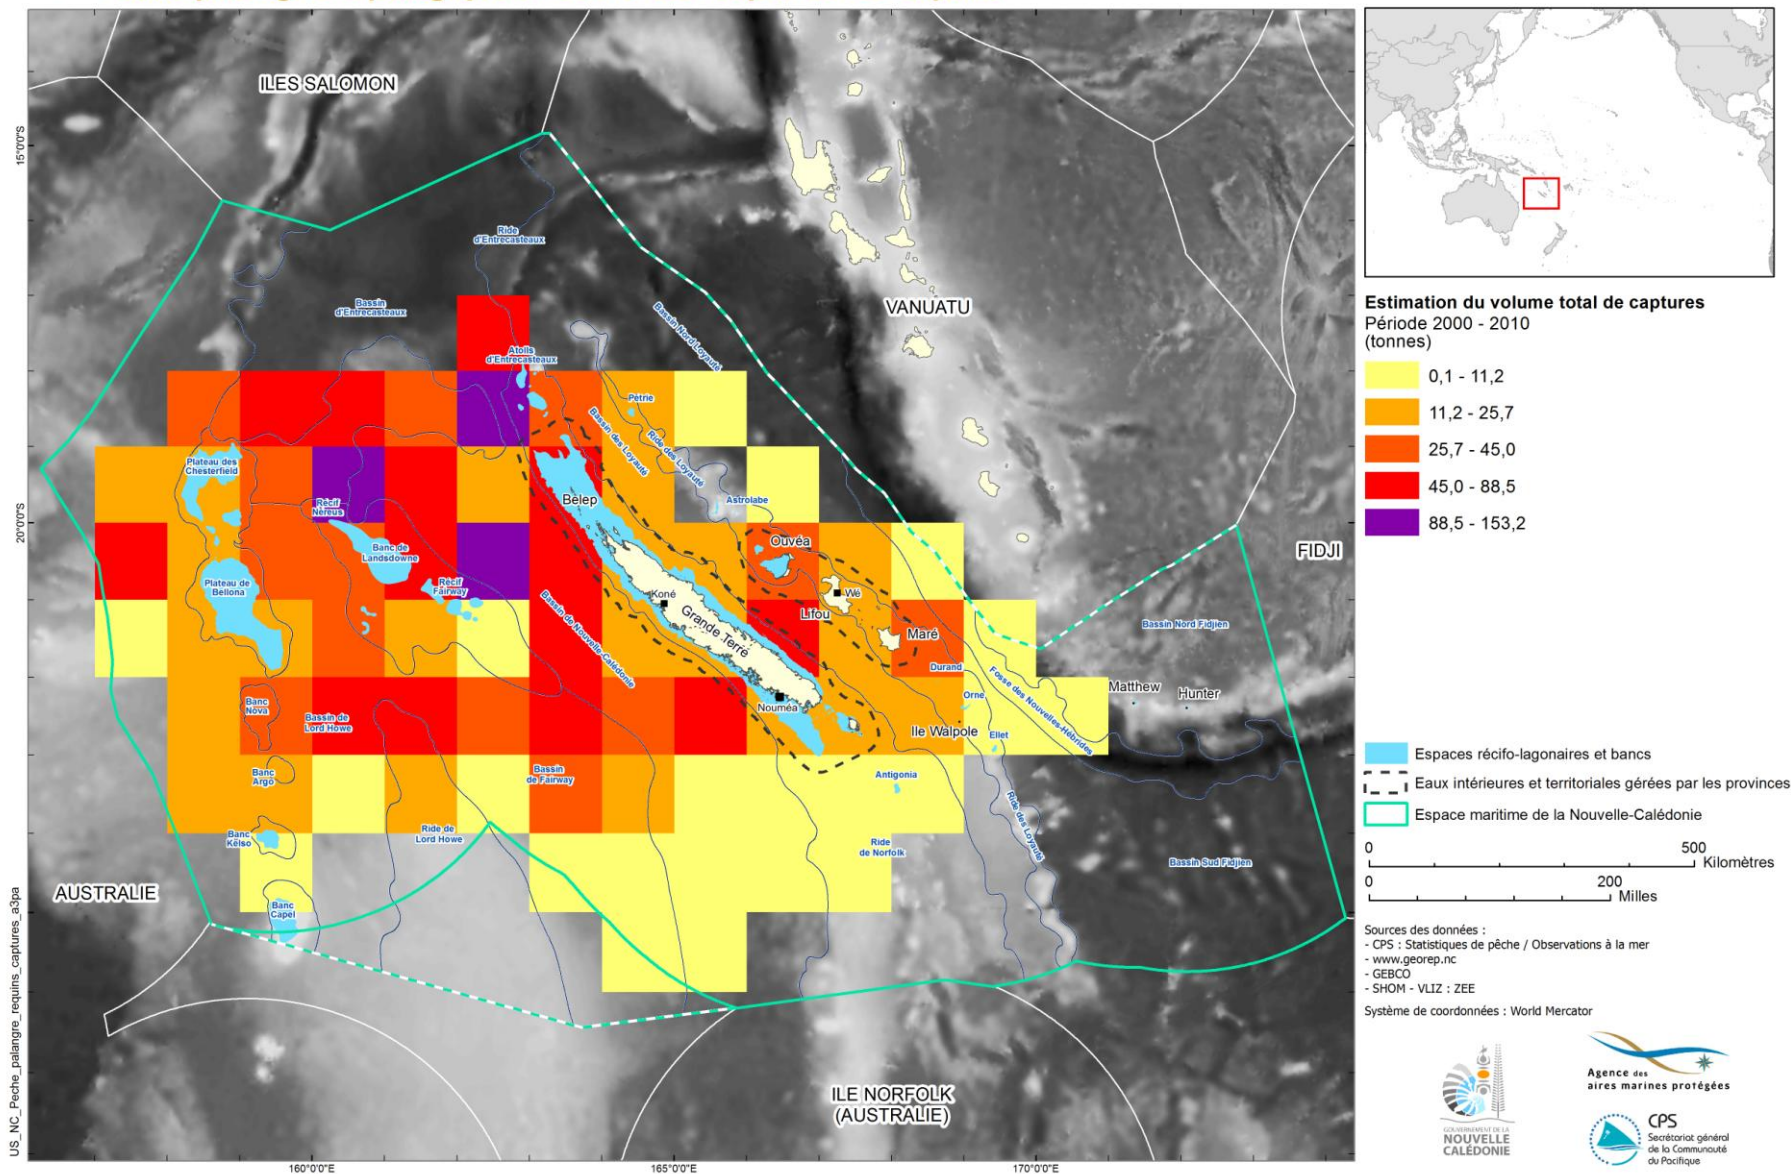 ILES SALOMON
15°0'0"S
Ride
d'Entrecasteaux
Bassin
d'Entrecasteaux
Bassin Nord Loyauté
VANUATU
Atolls
d'Entrecasteaux
Pétrie
Bassin des Loyauté
Ride des Loyauté
Plateau des
Chesterfield
Récif
Néreus
Bélep
Astrolabe
20°0'0"S
Banc de
Landsdowne
Ouvéa
FIDJI
Plateau de
Bellona
Récif
Fairway
Koné
Wé
Grande Terre
Lifou
Bassin de Nouvelle-Calédonie
Maré
Bassin Nord Fidjien
Durand
Fosse des Nouvelles-Hébrides
Matthew
Hunter
Banc
Nova
Bassin de
Lord Howe
Nouméa
Orne
Ile Walpole
Ellet
Banc
Argo
Bassin
de Fairway
Antigonia
Ride des Loyauté
Banc
Kelso
Ride de
Lord Howe
Ride
de Norfolk
Bassin Sud Fidjien
AUSTRALIE
Banc
Capel
ILE NORFOLK
(AUSTRALIE)
US_NC_Peche_palangre_requins_captures_a3pa
160°0'0"E
165°0'0"E
170°0'0"E
Estimation du volume total de captures
Période 2000 - 2010
(tonnes)
0,1 - 11,2
11,2 - 25,7
25,7 - 45,0
45,0 - 88,5
88,5 - 153,2
Espaces récifo-lagonaires et bancs
Eaux intérieures et territoriales gérées par les provinces
Espace maritime de la Nouvelle-Calédonie
0 500
Kilomètres
0 200
Milles
Sources des données :
- CPS : Statistiques de pêche / Observations à la mer
- www.georep.nc
- GEBCO
- SHOM - VLIZ : ZEE
Système de coordonnées : World Mercator
GOUVERNEMENT DE LA
NOUVELLE
CALÉDONIE
Agence des
aires marines protégées
CPS
Secrétariat général
de la Communauté
du Pacifique